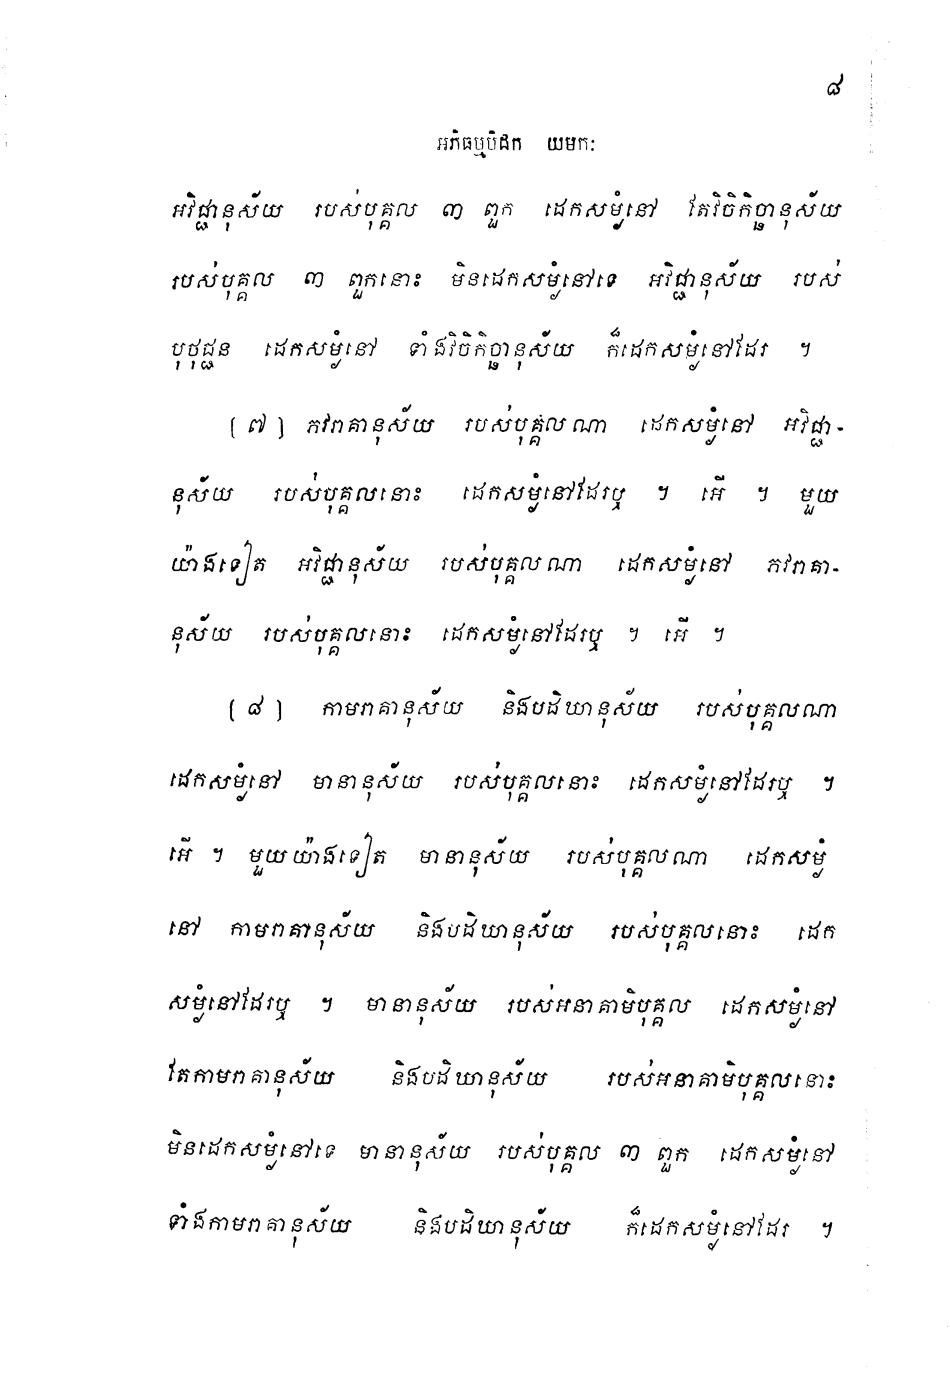 ៨
អភិធម្មបិដក យមកៈ
អវិជ្ជានុស័យ របស់បុគ្គល ៣ ពួក ដេកសម្ងំនៅ តែវិចិកិច្ឆានុស័យ
របស់បុគ្គល ៣ ពួកនោះ មិនដេកសម្ងំនៅទេ អវិជ្ជានុស័យ របស់
បុថុជ្ជន ដេកសម្ងំនៅ ទាំងវិចិកិច្ឆានុស័យ ក៏ដេកសម្ងំនៅដែរ ។
(៧) ភវរាគានុស័យ របស់បុគ្គលណា ដេកសម្ងំនៅ អវិជ្ជា-
នុស័យ របស់បុគ្គលនោះ ដេកសម្ងំនៅដែរឬ ។ អើ ។ មួយ
យ៉ាងទៀត អវិជ្ជានុស័យ របស់បុគ្គលណា ដេកសម្ងំនៅ ភវរាគា-
នុស័យ របស់បុគ្គលនោះ ដេកសម្ងំនៅដែរឬ ។ អើ ។
(៨) កាមរាគានុស័យ និងបដិឃានុស័យ របស់បុគ្គលណា
ដេកសម្ងំនៅ មានានុស័យ របស់បុគ្គលនោះ ដេកសម្ងំនៅដែរឬ ។
អើ ។ មួយយ៉ាងទៀត មានានុស័យ របស់បុគ្គលណា ដេកសម្ងំ
នៅ កាមរាគានុស័យ និងបដិឃានុស័យ របស់បុគ្គលនោះ ដេក
សម្ងំនៅដែរឬ ។ មានានុស័យ របស់អនាគាមិបុគ្គល ដេកសម្ងំនៅ
តែកាមរាគានុស័យ និងបដិឃានុស័យ របស់អនាគាមិបុគ្គលនោះ
មិនដេកសម្ងំនៅទេ មានានុស័យ របស់បុគ្គល ៣ ពួក ដេកសម្ងំនៅ
ទាំងកាមរាគានុស័យ និងបដិឃានុស័យ ក៏ដេកសម្ងំនៅដែរ ។